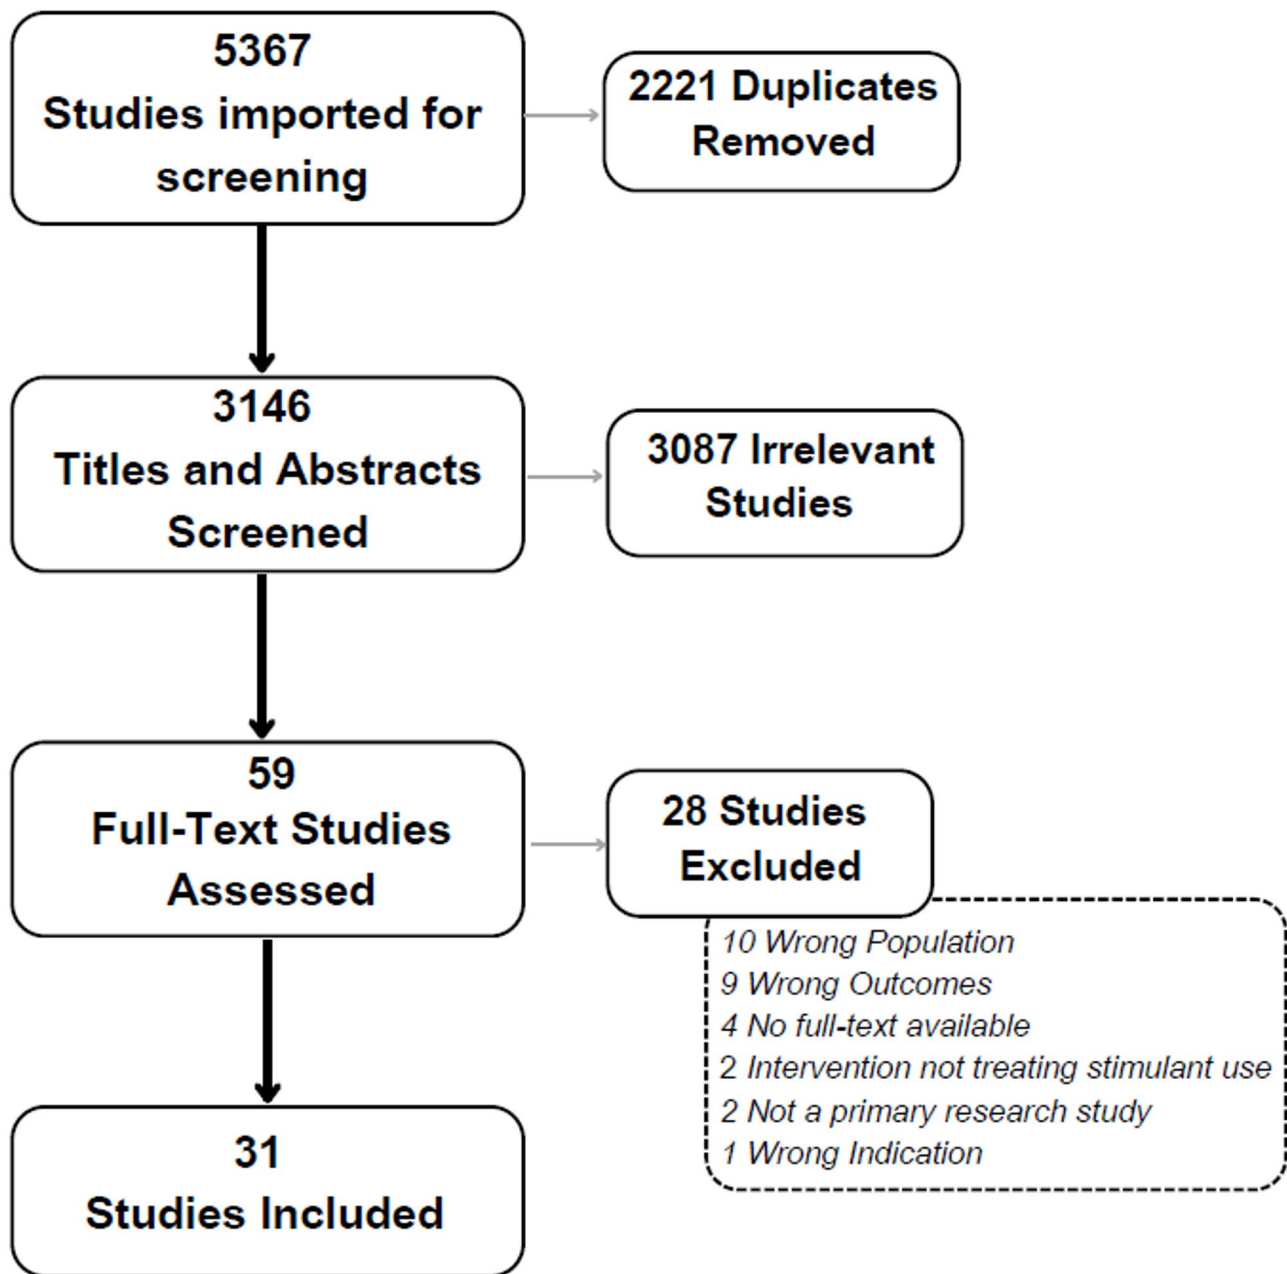 5367
Studies imported for
screening
2221 Duplicates
Removed
3146
Titles and Abstracts
Screened
3087 Irrelevant
Studies
59
Full-Text Studies
Assessed
28 Studies
Excluded
10 Wrong Population
9 Wrong Outcomes
4 No full-text available
2 Intervention not treating stimulant use
2 Not a primary research study
1 Wrong Indication
31
Studies Included